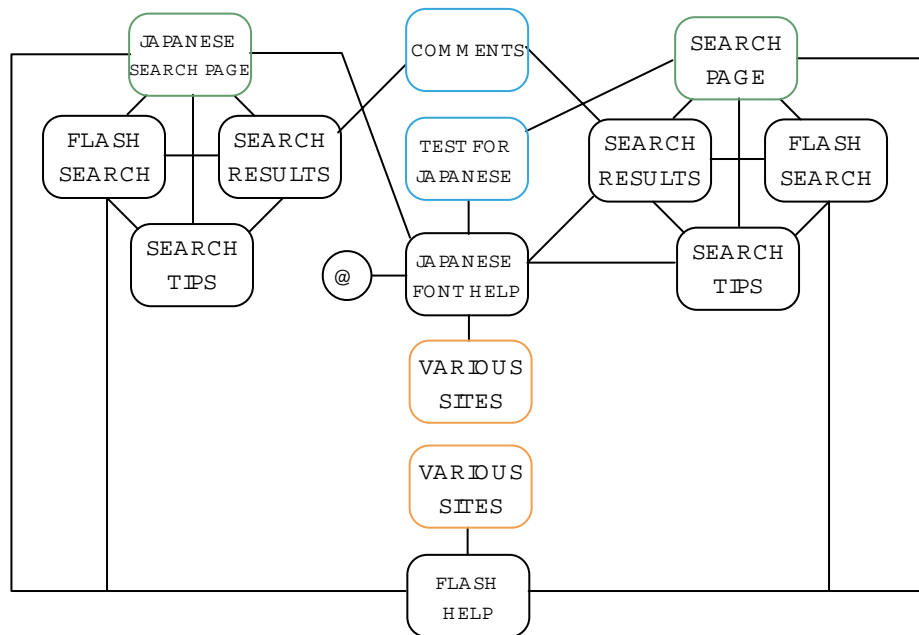 JAPANESE
SEARCH PAGE
COMMENTS
SEARCH
PAGE
FLASH
SEARCH
SEARCH
RESULTS
TEST FOR
JAPANESE
SEARCH
RESULTS
FLASH
SEARCH
SEARCH
TIPS
@
JAPANESE
FONT HELP
SEARCH
TIPS
VARIOUS
SITES
VARIOUS
SITES
FLASH
HELP